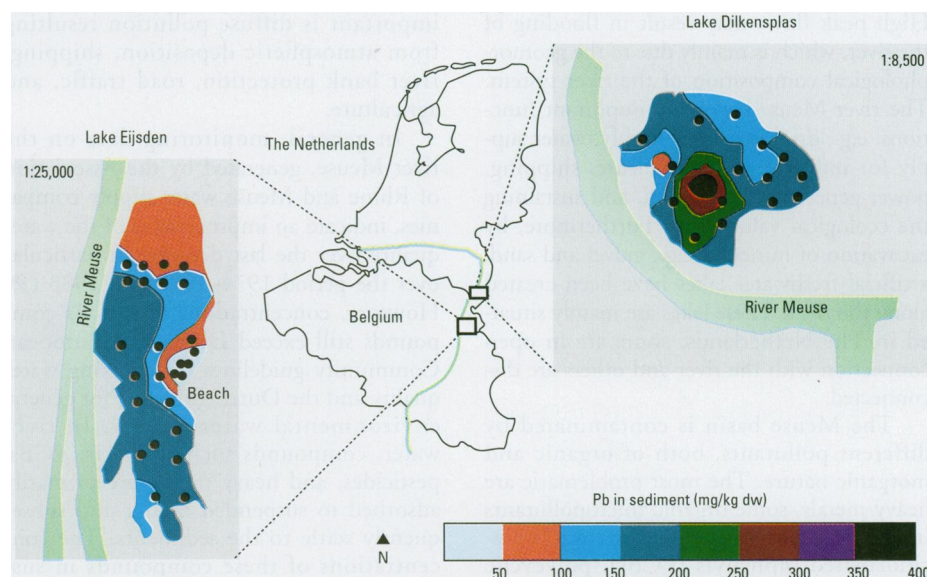 Lake Dilkensplas
1:8,500
Lake Eijsden
The Netherlands
1:25,000
River Meuse
Belgium
River Meuse
Beach
Pb in sediment (mg/kg dw)
N
50 100 150 200 250 300 350 400